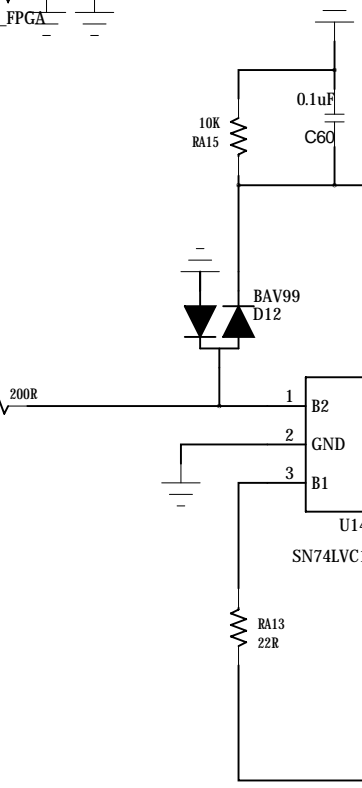 _FPGA
0.1uF
10K
RA15
C60
BAV99
D12
200R
1
B2
2
GND
3
B1
U14
SN74LVC1
RA13
22R